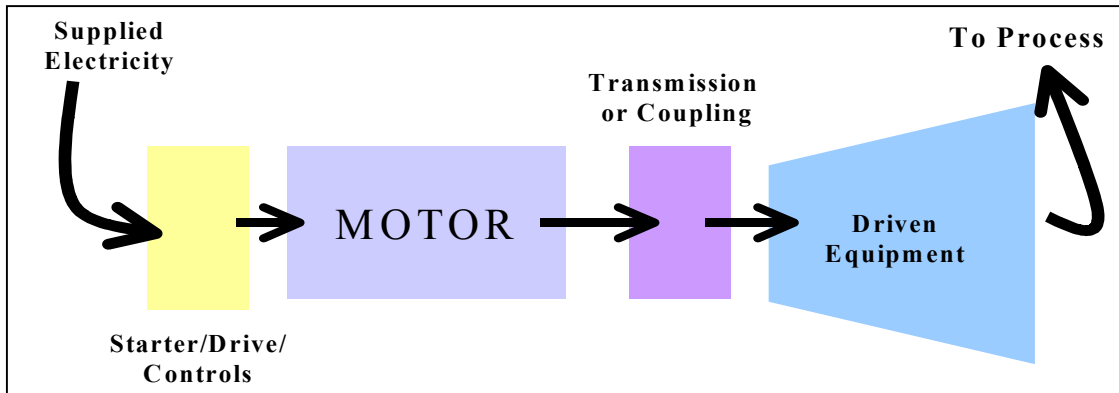 Supplied
Electricity
To Process
Transmission
or Coupling
MOTOR
Driven
Equipment
Starter/Drive/
Controls